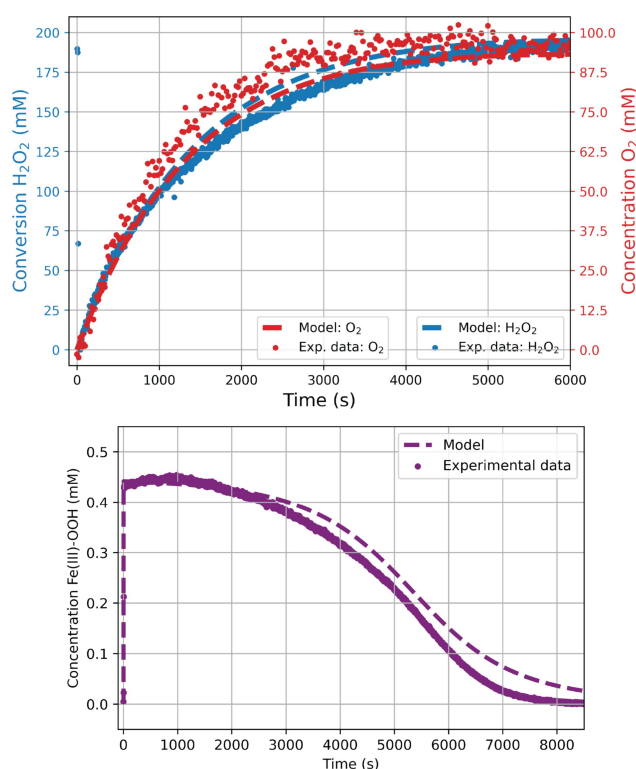 200
175
150
125
100
75
50
25
0
Conversion H₂O₂ (mM)
100.0
87.5
75.0
62.5
50.0
37.5
25.0
12.5
0.0
Concentration O₂ (mM)
Model: O₂
Exp. data: O₂
Model: H₂O₂
Exp. data: H₂O₂
0 1000 2000 3000 4000 5000 6000
Time (s)
0.5
0.4
0.3
0.2
0.1
0.0
Concentration Fe(III)-OOH (mM)
Model
Experimental data
0 1000 2000 3000 4000 5000 6000 7000 8000
Time (s)